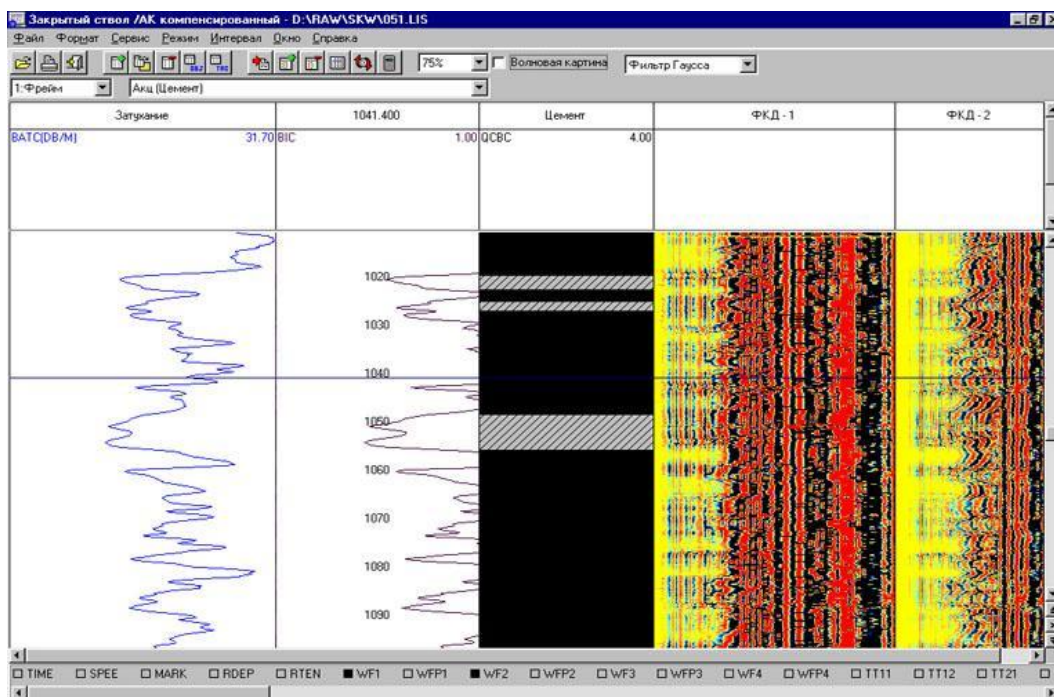 Закрытый ствол /АК компенсированный - D:\RAW\SKW\051.LIS
Файл Формат Сервис Режим Интервал Окно Справка
75% Волновая картина Фильтр Гаусса
1:Фрейм Акц (Цемент)
Затухание 1041.400 Цемент ФКД - 1 ФКД - 2
BATC(DB/M) 31.70 BIC 1.00 QCBC 4.00
1020
1030
1040
1050
1060
1070
1080
1090
TIME SPEE MARK RDEP RTEN WF1 WFP1 WF2 WFP2 WF3 WFP3 WF4 WFP4 TT11 TT12 TT21